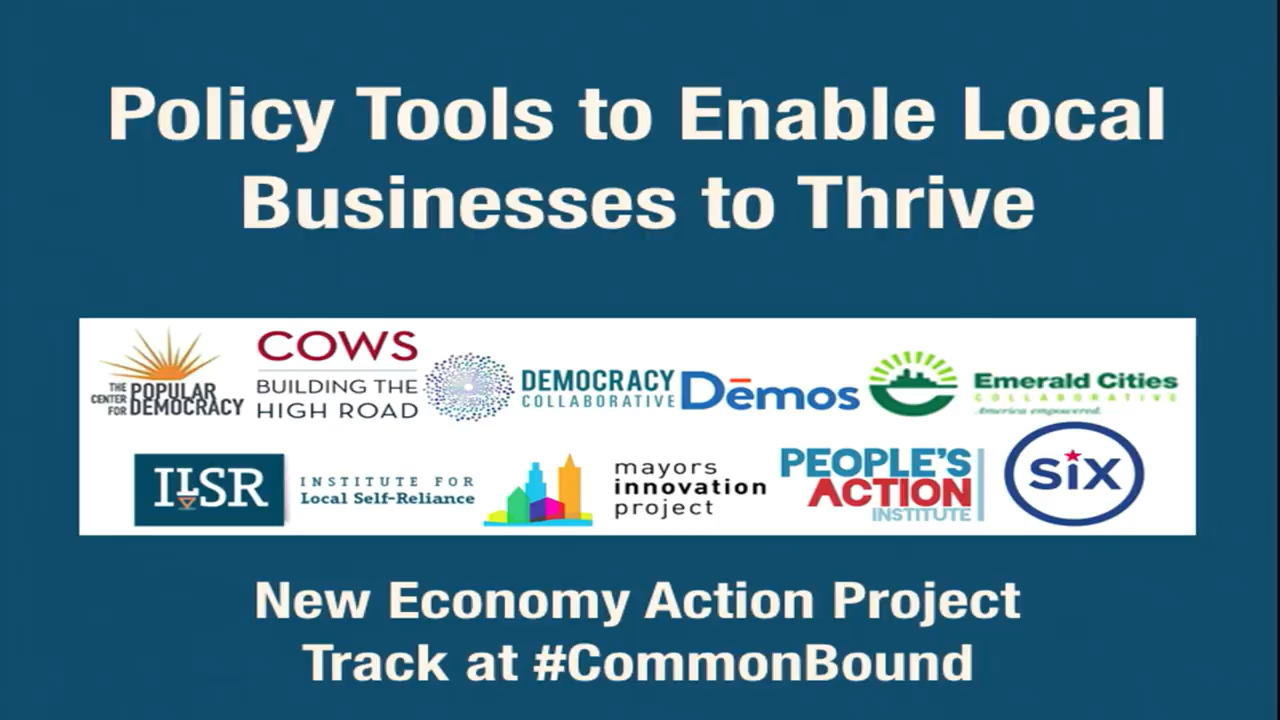 Policy Tools to Enable Local
Businesses to Thrive
THE CENTER FOR POPULAR DEMOCRACY
COWS
BUILDING THE
HIGH ROAD
DEMOCRACY
COLLABORATIVE
Dēmos
Emerald Cities
COLLABORATIVE
America empowered.
ILSR
INSTITUTE FOR
Local Self-Reliance
mayors
innovation
project
PEOPLE'S
ACTION
INSTITUTE
SiX
New Economy Action Project
Track at #CommonBound